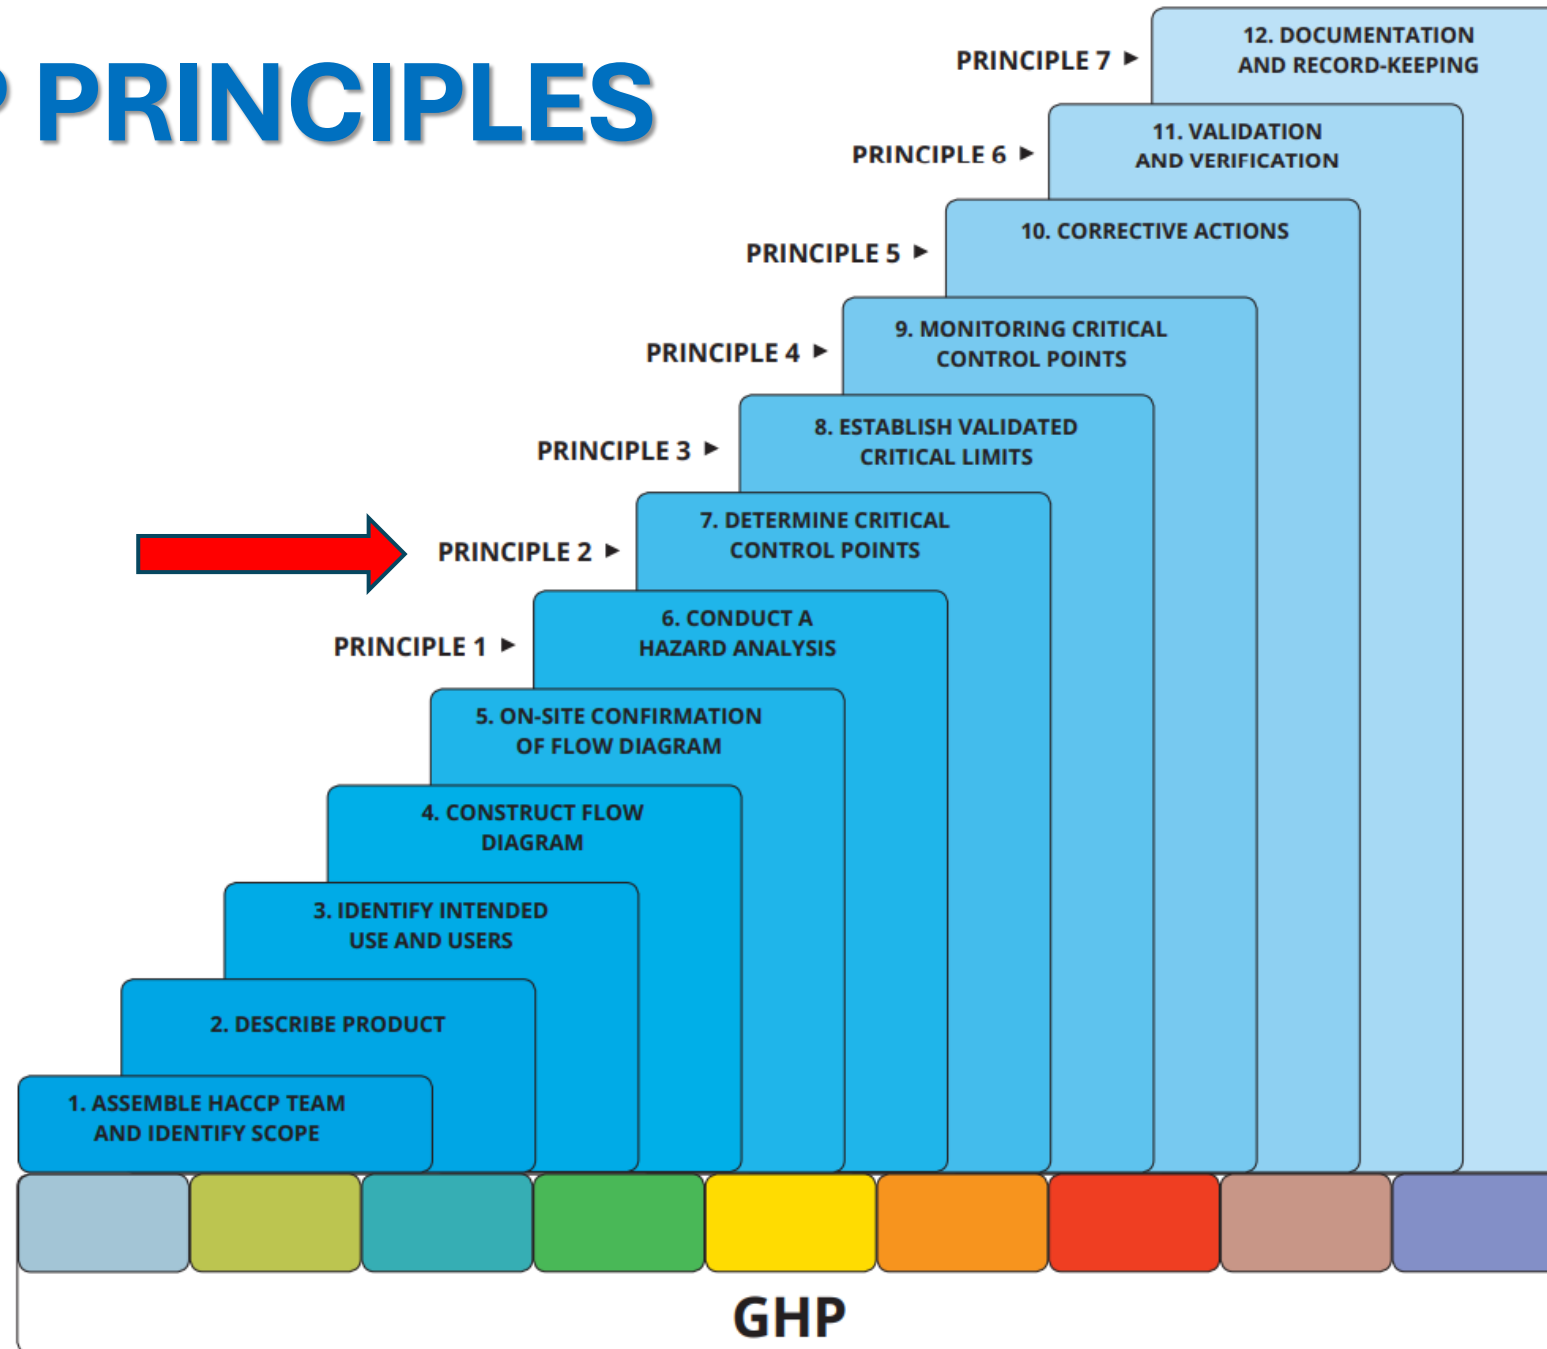 P PRINCIPLES
PRINCIPLE 7 ►
12. DOCUMENTATION
AND RECORD-KEEPING
PRINCIPLE 6 ►
11. VALIDATION
AND VERIFICATION
PRINCIPLE 5 ►
10. CORRECTIVE ACTIONS
PRINCIPLE 4 ►
9. MONITORING CRITICAL
CONTROL POINTS
PRINCIPLE 3 ►
8. ESTABLISH VALIDATED
CRITICAL LIMITS
PRINCIPLE 2 ►
7. DETERMINE CRITICAL
CONTROL POINTS
PRINCIPLE 1 ►
6. CONDUCT A
HAZARD ANALYSIS
5. ON-SITE CONFIRMATION
OF FLOW DIAGRAM
4. CONSTRUCT FLOW
DIAGRAM
3. IDENTIFY INTENDED
USE AND USERS
2. DESCRIBE PRODUCT
1. ASSEMBLE HACCP TEAM
AND IDENTIFY SCOPE
GHP